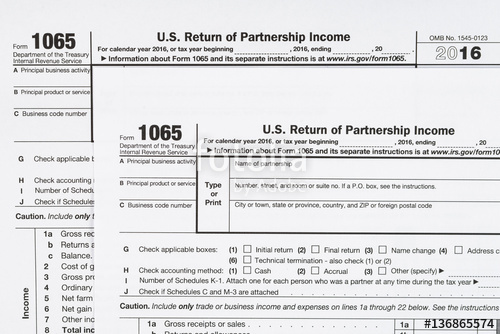 Form 1065
Department of the Treasury
Internal Revenue Service
U.S. Return of Partnership Income
For calendar year 2016, or tax year beginning , 2016, ending , 20
▶ Information about Form 1065 and its separate instructions is at www.irs.gov/form1065.
OMB No. 1545-0123
2016
A Principal business activity
B Principal product or service
C Business code number
G Check applicable b
H Check accounting
I Number of Schedu
J Check if Schedules
Caution. Include only t
Income
1a Gross rec
b Returns a
c Balance.
2 Cost of g
3 Gross pro
4 Ordinary
5 Net farm
6 Net gain
7 Other inc
8 Total inc
Form 1065
Department of the Treasury
Internal Revenue Service
U.S. Return of Partnership Income
For calendar year 2016, or tax year beginning , 2016, ending , 20
▶ Information about Form 1065 and its separate instructions is at www.irs.gov/form10
A Principal business activity
B Principal product or service
C Business code number
Type
or
Print
Name of partnership
Number, street, and room or suite no. If a P.O. box, see the instructions.
City or town, state or province, country, and ZIP or foreign postal code
G Check applicable boxes: (1) Initial return (2) Final return (3) Name change (4) Address c
(6) Technical termination - also check (1) or (2)
H Check accounting method: (1) Cash (2) Accrual (3) Other (specify) ▶
I Number of Schedules K-1. Attach one for each person who was a partner at any time during the tax year ▶
J Check if Schedules C and M-3 are attached
Caution. Include only trade or business income and expenses on lines 1a through 22 below. See the instructions
1a Gross receipts or sales 1a
fotolia
#136865574